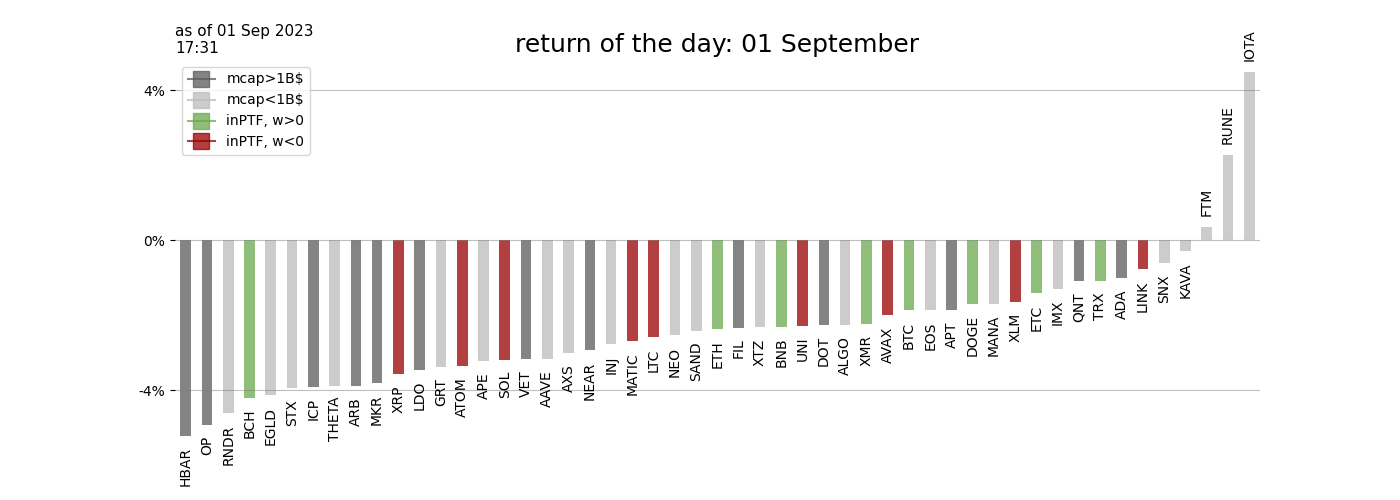 as of 01 Sep 2023
17:31
return of the day: 01 September
mcap>1B$
mcap<1B$
inPTF, w>0
inPTF, w<0
4%
0%
-4%
HBAR
OP
RNDR
BCH
EGLD
STX
ICP
THETA
ARB
MKR
XRP
LDO
GRT
ATOM
APE
SOL
VET
AAVE
AXS
NEAR
INJ
MATIC
LTC
NEO
SAND
ETH
FIL
XTZ
BNB
UNI
DOT
ALGO
XMR
AVAX
BTC
EOS
APT
DOGE
MANA
XLM
ETC
IMX
QNT
TRX
ADA
LINK
SNX
KAVA
FTM
RUNE
IOTA